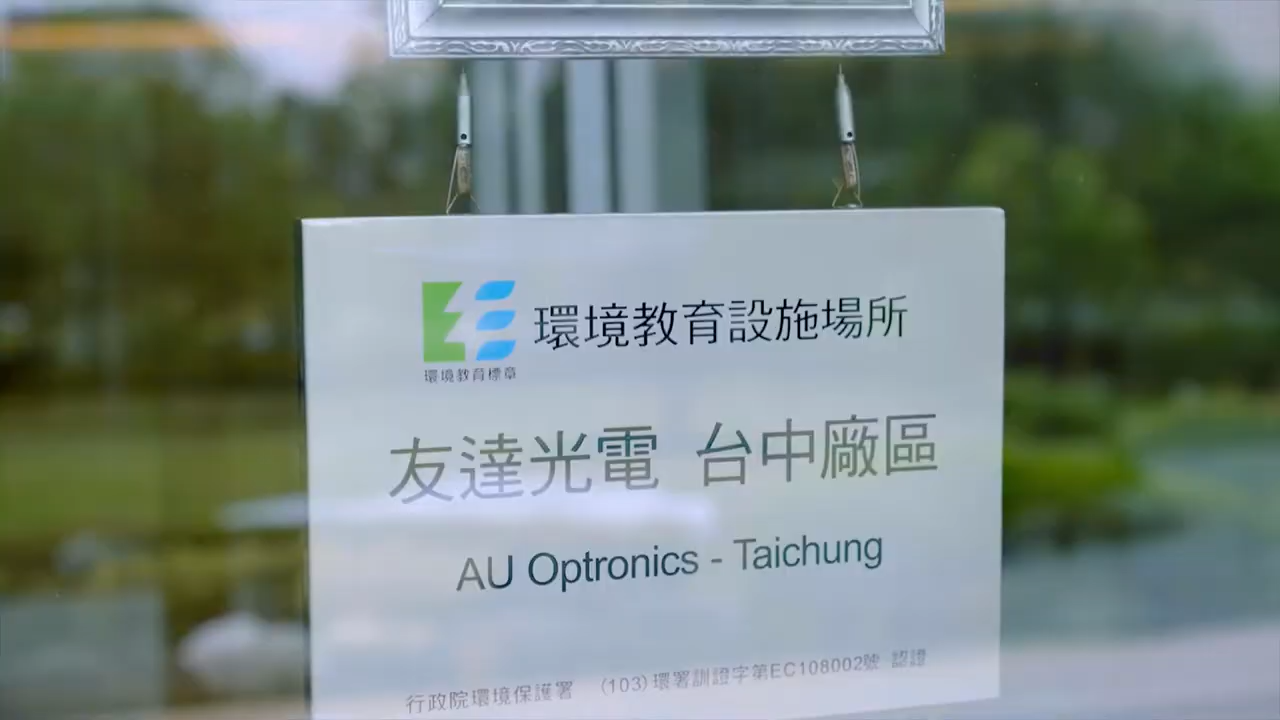 環境教育設施場所
環境教育標章
友達光電 台中廠區
AU Optronics - Taichung
行政院環境保護署 (103)環署訓證字第EC108002號 認證